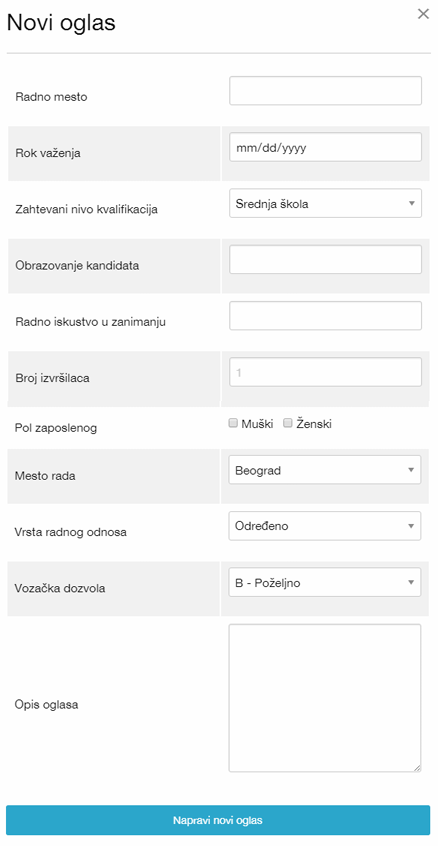 Novi oglas
Radno mesto
Rok važenja mm/dd/yyyy
Zahtevani nivo kvalifikacija Srednja škola
Obrazovanje kandidata
Radno iskustvo u zanimanju
Broj izvršilaca 1
Pol zaposlenog Muški Ženski
Mesto rada Beograd
Vrsta radnog odnosa Određeno
Vozačka dozvola B - Poželjno
Opis oglasa
Napravi novi oglas